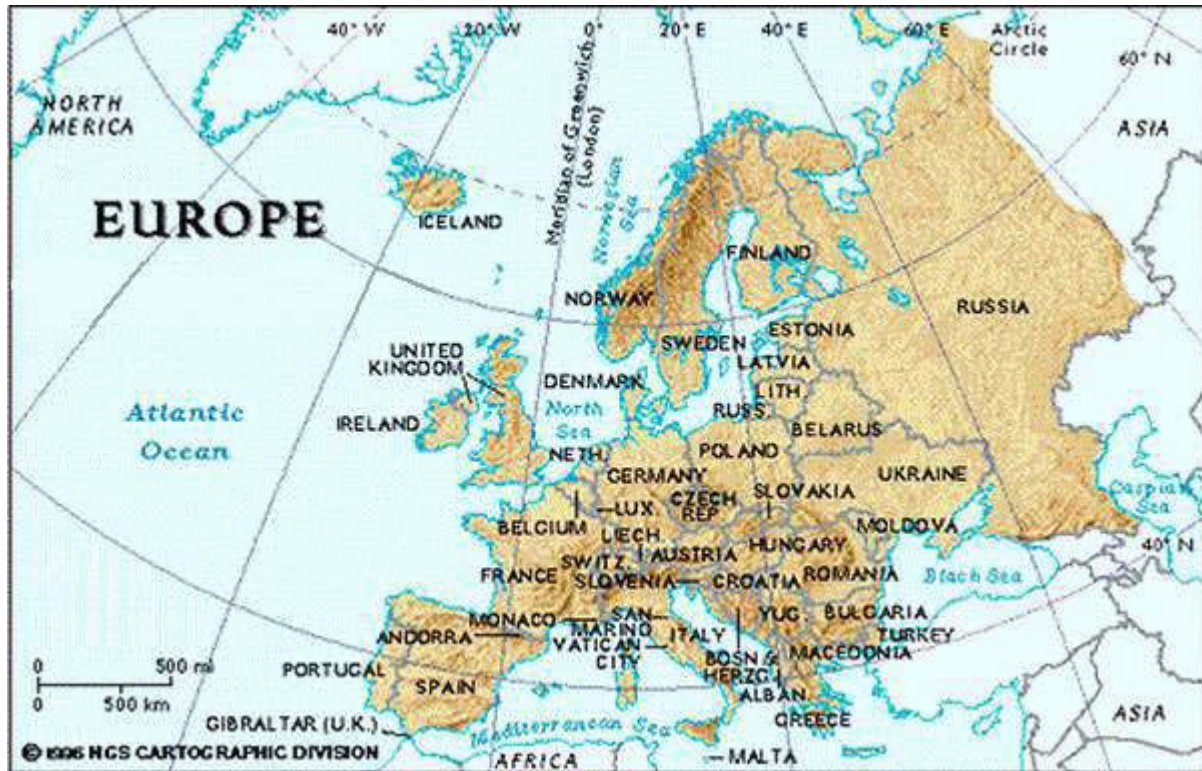 40° W
20° W
0°
20° E
40° E
60° E
Arctic
Circle
60° N
NORTH
AMERICA
ASIA
Meridian of Greenwich
(London)
Norwegian
Sea
EUROPE
ICELAND
FINLAND
NORWAY
RUSSIA
SWEDEN
ESTONIA
LATVIA
UNITED
KINGDOM
DENMARK
LITH
Atlantic
Ocean
North
Sea
RUSS.
IRELAND
BELARUS
NETH.
POLAND
GERMANY
UKRAINE
CZECH
REP
SLOVAKIA
Caspian
Sea
LUX.
BELGIUM
MOLDOVA
LIECH.
AUSTRIA
HUNGARY
40° N
SWITZ.
FRANCE
SLOVENIA
CROATIA
ROMANIA
Black Sea
MONACO
SAN
MARINO
YUG
BULGARIA
ANDORRA
ITALY
TURKEY
VATICAN
CITY
BOSN &
HERZG
MACEDONIA
0 500 mi
0 500 km
PORTUGAL
SPAIN
ALBAN
GREECE
ASIA
GIBRALTAR (U.K.)
Mediterranean Sea
© 1996 NGS CARTOGRAPHIC DIVISION
AFRICA
MALTA